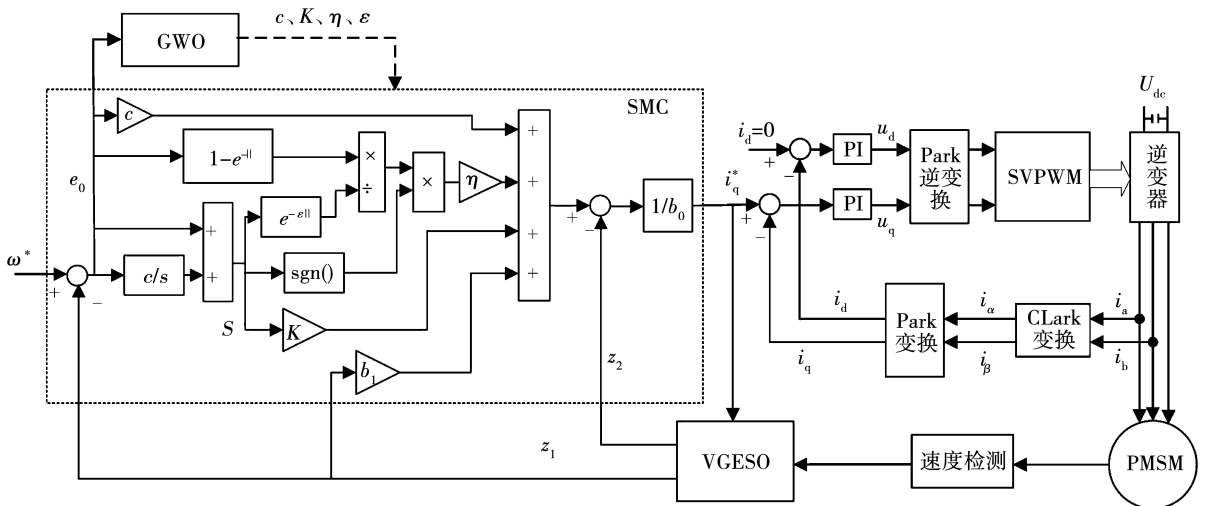 c、K、η、ε
GWO
SMC
U_dc
c
+
i_d=0
+
−
PI
u_d
Park
逆变换
SVPWM
逆变器
1-e^{-||}
×
÷
×
η
+
e_0
e^{-ε||}
+
+
−
1/b_0
i_q^*
+
−
PI
u_q
ω^*
+
−
c/s
+
+
sgn()
+
S
K
+
b_1
z_2
i_d
i_q
Park
变换
i_α
i_β
CLark
变换
i_a
i_b
z_1
VGESO
速度检测
PMSM